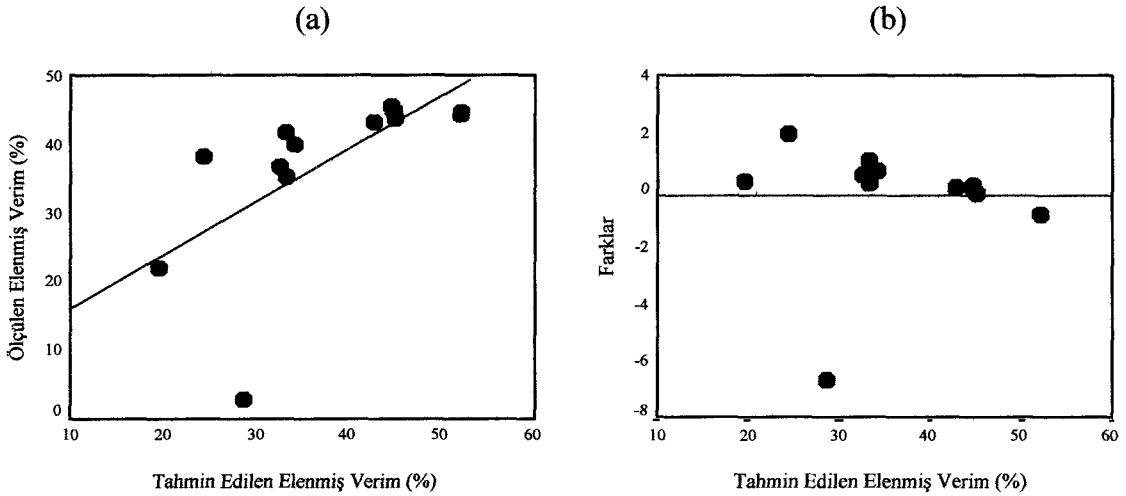 (a)
(b)
50
40
30
20
10
0
Ölçülen Elenmiş Verim (%)
10 20 30 40 50 60
Tahmin Edilen Elenmiş Verim (%)
4
2
0
-2
-4
-6
-8
Farklar
10 20 30 40 50 60
Tahmin Edilen Elenmiş Verim (%)